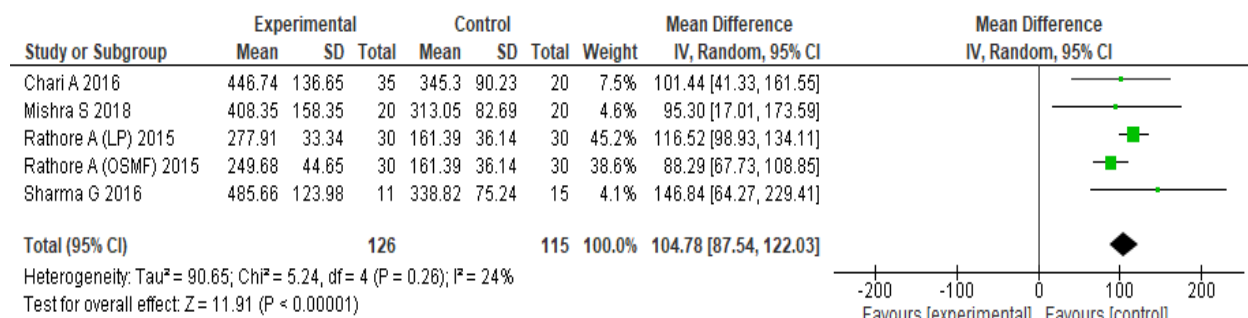 Experimental Control Mean Difference Mean Difference
Study or Subgroup Mean SD Total Mean SD Total Weight IV, Random, 95% CI IV, Random, 95% CI
Chari A 2016 446.74 136.65 35 345.3 90.23 20 7.5% 101.44 [41.33, 161.55]
Mishra S 2018 408.35 158.35 20 313.05 82.69 20 4.6% 95.30 [17.01, 173.59]
Rathore A (LP) 2015 277.91 33.34 30 161.39 36.14 30 45.2% 116.52 [98.93, 134.11]
Rathore A (OSMF) 2015 249.68 44.65 30 161.39 36.14 30 38.6% 88.29 [67.73, 108.85]
Sharma G 2016 485.66 123.98 11 338.82 75.24 15 4.1% 146.84 [64.27, 229.41]
Total (95% CI) 126 115 100.0% 104.78 [87.54, 122.03]
Heterogeneity: Tau² = 90.65; Chi² = 5.24, df = 4 (P = 0.26); I² = 24%
Test for overall effect: Z = 11.91 (P < 0.00001)
-200 -100 0 100 200
Favours [experimental] Favours [control]